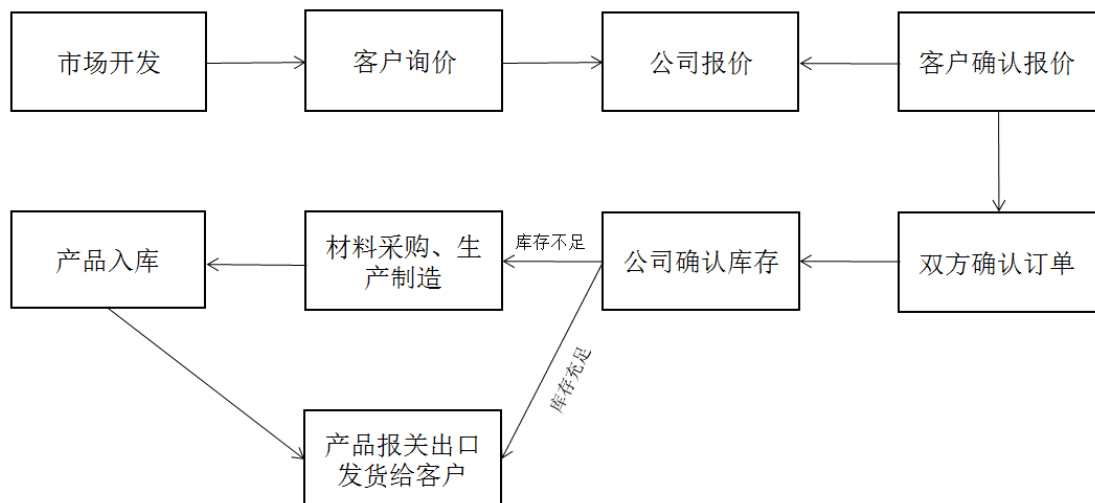 市场开发
客户询价
公司报价
客户确认报价
产品入库
材料采购、生
产制造
库存不足
公司确认库存
双方确认订单
库存充足
产品报关出口
发货给客户